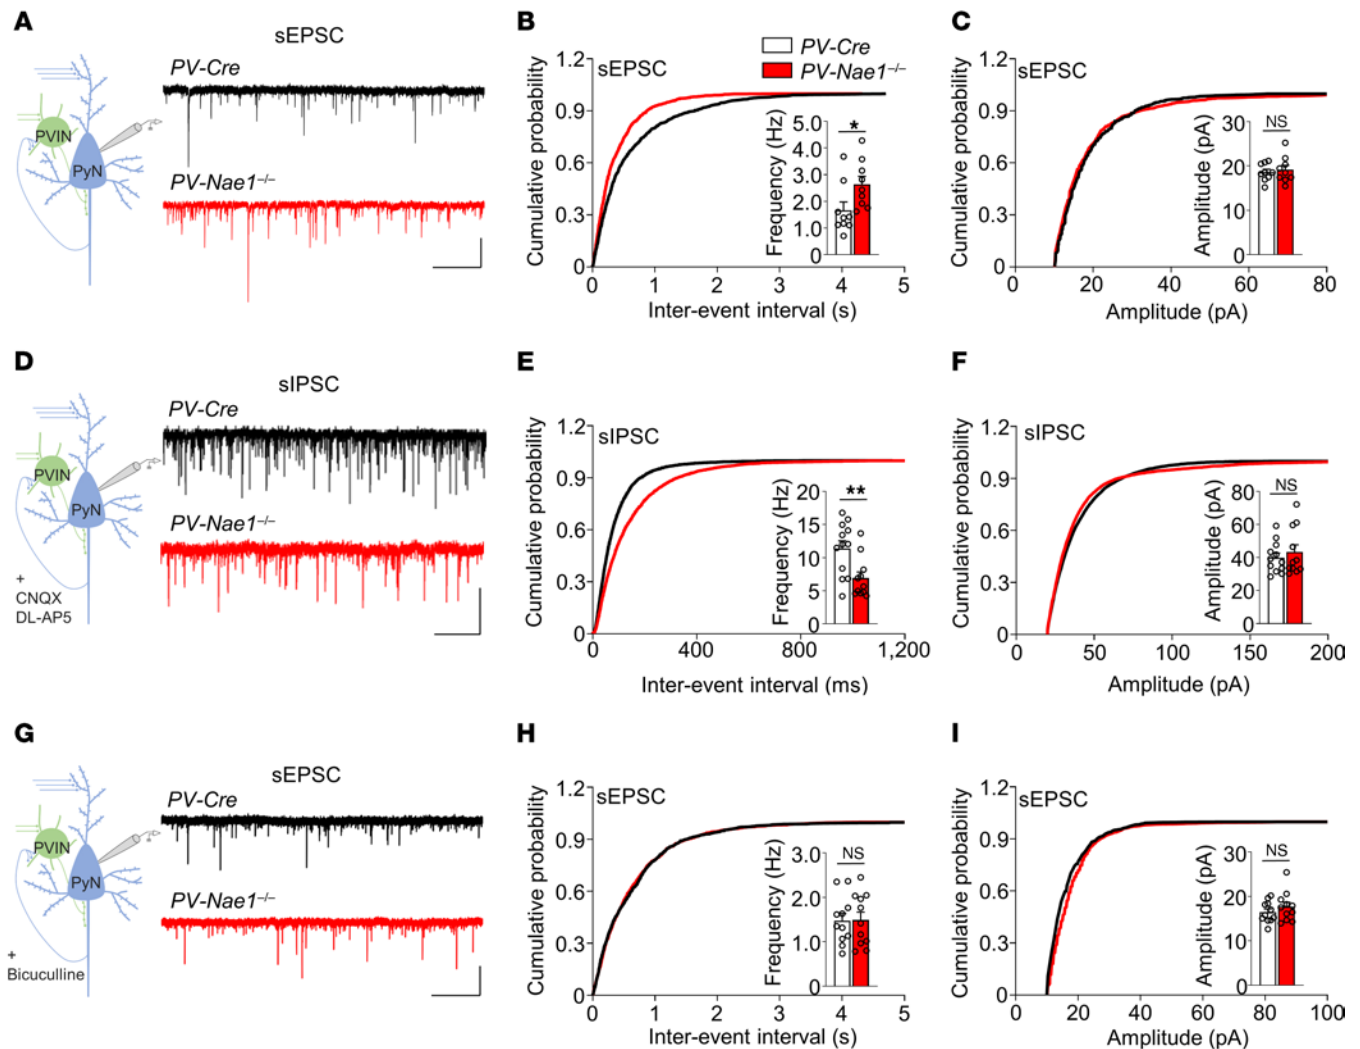 A
sEPSC
PV-Cre
PV-Nae1−/−
PVIN
PyN
B
PV-Cre
PV-Nae1−/−
sEPSC
Cumulative probability
1.2
0.9
0.6
0.3
0
0 1 2 3 4 5
Inter-event interval (s)
Frequency (Hz)
5.0
4.0
3.0
2.0
1.0
0
*
C
sEPSC
Cumulative probability
1.2
0.9
0.6
0.3
0
0 20 40 60 80
Amplitude (pA)
Amplitude (pA)
30
20
10
0
NS
D
sIPSC
PV-Cre
PV-Nae1−/−
PVIN
PyN
+
CNQX
DL-AP5
E
sIPSC
Cumulative probability
1.2
0.9
0.6
0.3
0
0 400 800 1,200
Inter-event interval (ms)
Frequency (Hz)
20
15
10
5
0
**
F
sIPSC
Cumulative probability
1.2
0.9
0.6
0.3
0
0 50 100 150 200
Amplitude (pA)
Amplitude (pA)
80
60
40
20
0
NS
G
sEPSC
PV-Cre
PV-Nae1−/−
PVIN
PyN
+
Bicuculline
H
sEPSC
Cumulative probability
1.2
0.9
0.6
0.3
0
0 1 2 3 4 5
Inter-event interval (s)
Frequency (Hz)
3.0
2.0
1.0
0
NS
I
sEPSC
Cumulative probability
1.2
0.9
0.6
0.3
0
0 20 40 60 80 100
Amplitude (pA)
Amplitude (pA)
30
20
10
0
NS